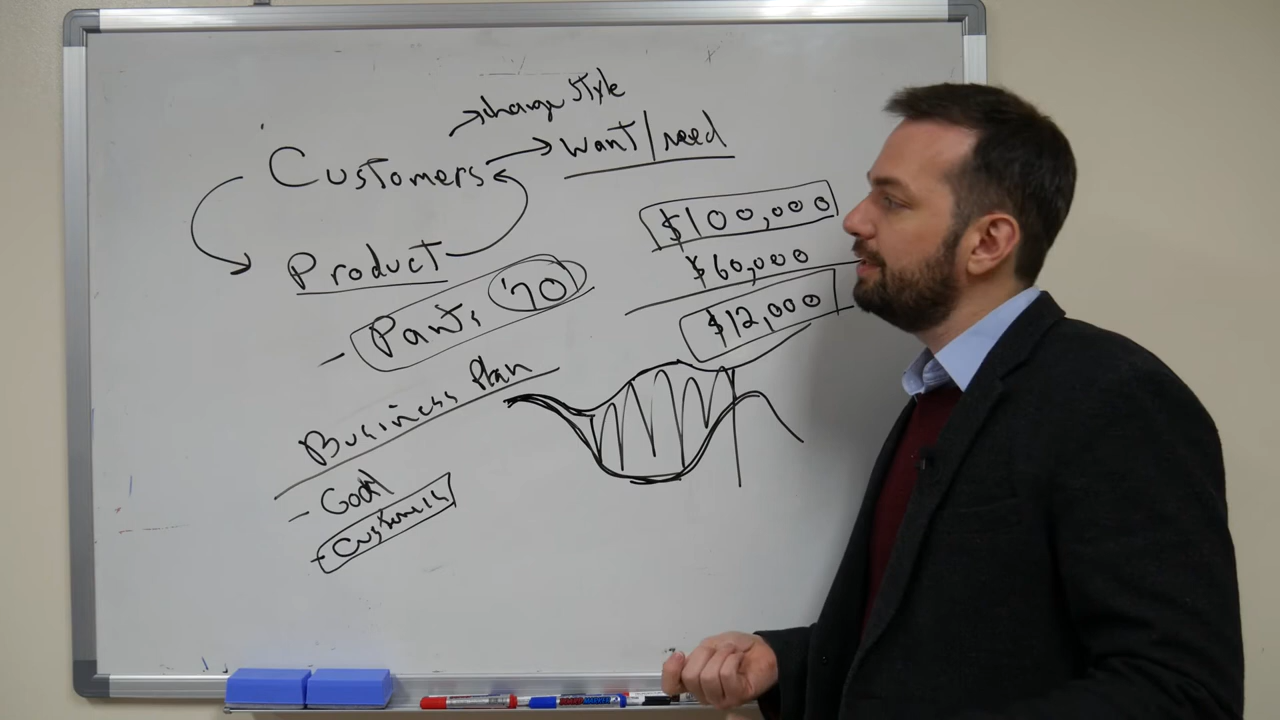 change style
Customers → want/need
$100,000
Product
$60,000
- Pants '70
$12,000
Business Plan
- Goal
- Customers